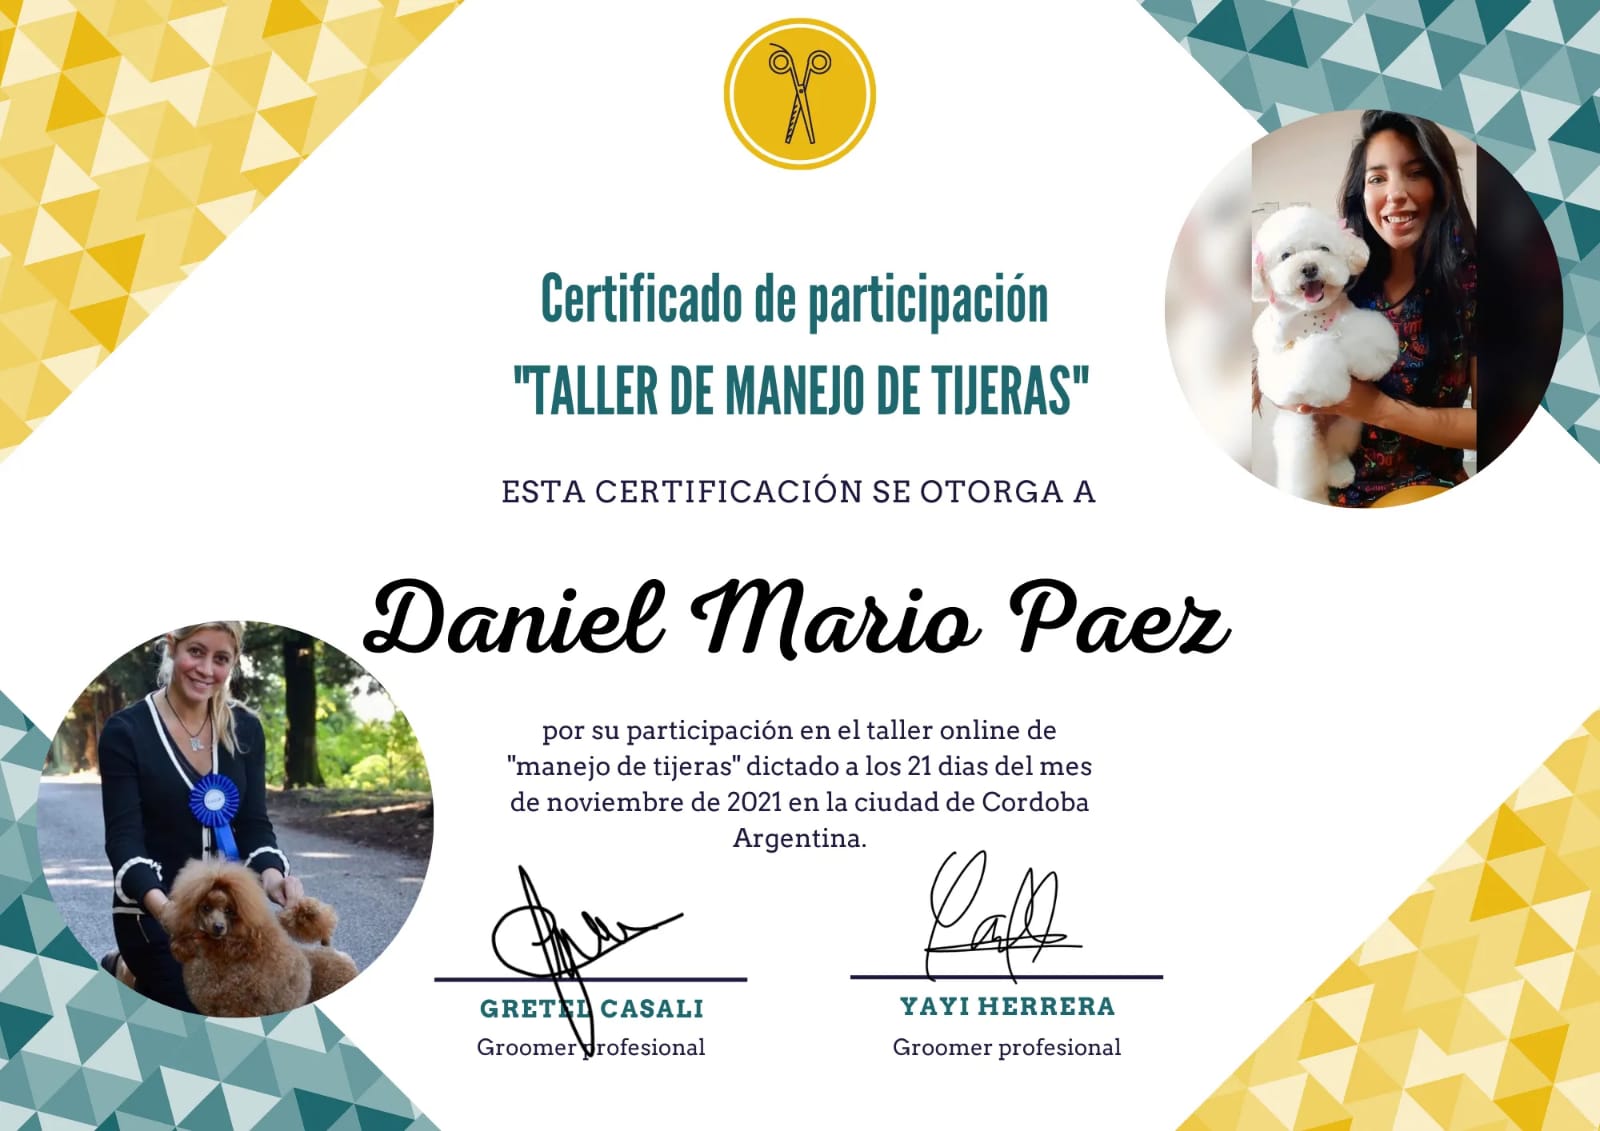 Certificado de participación
"TALLER DE MANEJO DE TIJERAS"
ESTA CERTIFICACIÓN SE OTORGA A
Daniel Mario Paez
por su participación en el taller online de
"manejo de tijeras" dictado a los 21 dias del mes
de noviembre de 2021 en la ciudad de Cordoba
Argentina.
GRETEL CASALI
Groomer profesional
YAYI HERRERA
Groomer profesional